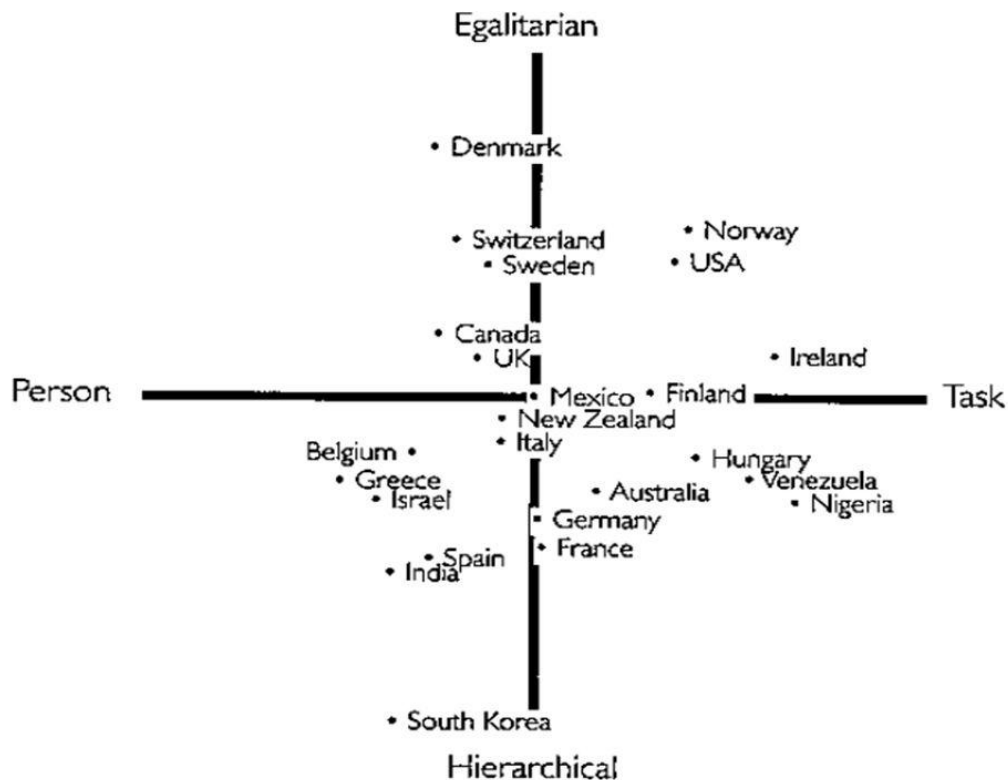 Egalitarian
• Denmark
• Switzerland
• Norway
• Sweden
• USA
• Canada
• UK
• Ireland
Person
• Mexico
• Finland
Task
• New Zealand
• Italy
Belgium •
• Hungary
• Greece
• Venezuela
• Israel
• Australia
• Nigeria
• Germany
• France
• Spain
• India
• South Korea
Hierarchical